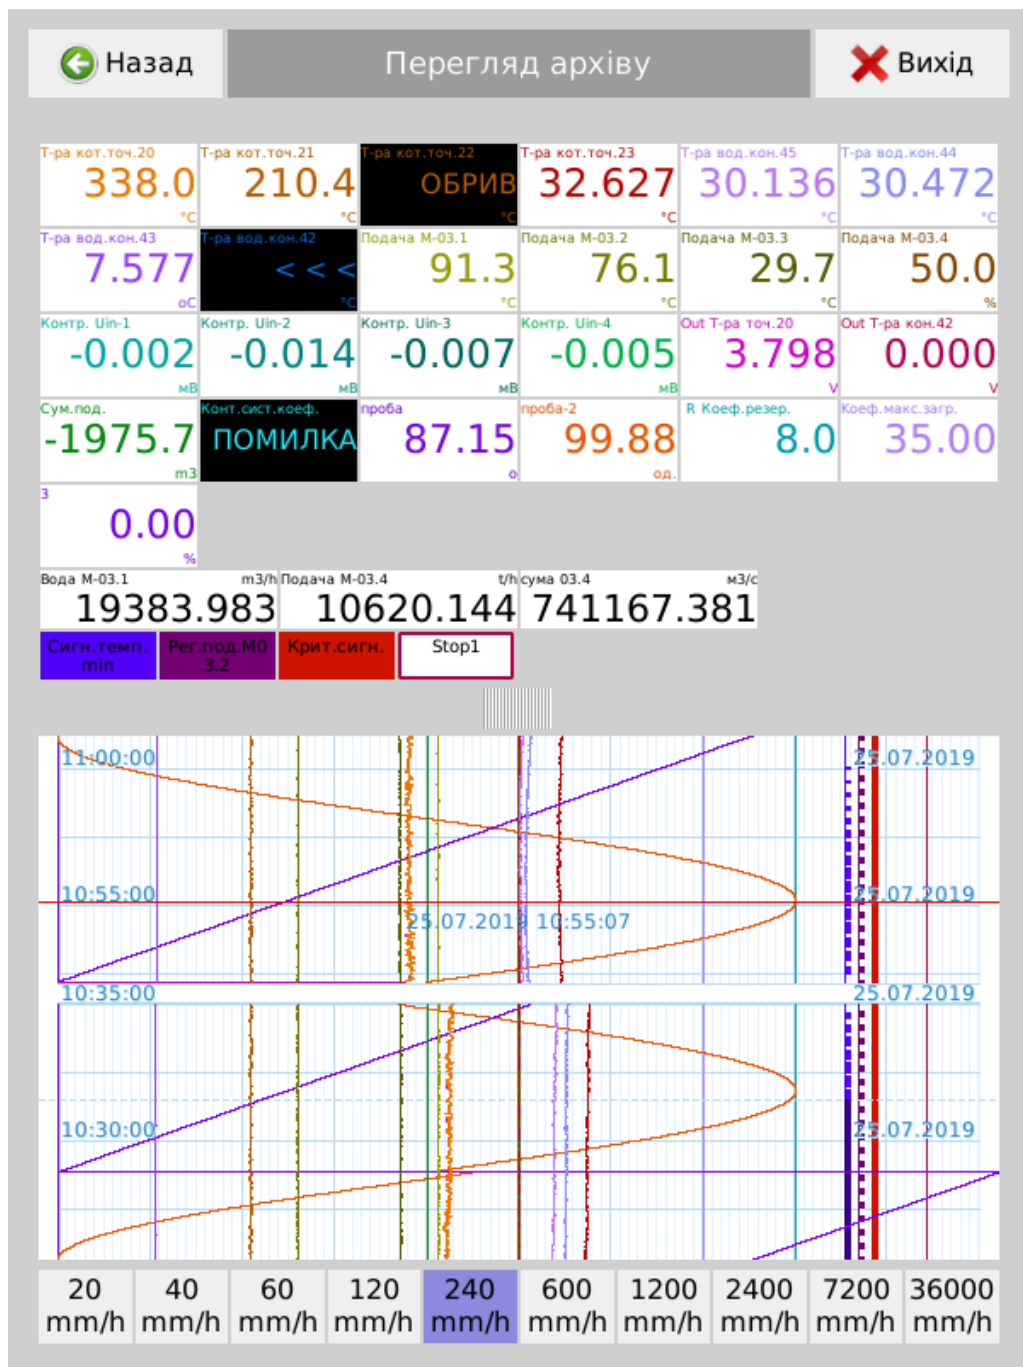 Назад
Перегляд архіву
Вихід
Т-ра кот.точ.20 Т-ра кот.точ.21 Т-ра кот.точ.22 Т-ра кот.точ.23 Т-ра вод.кон.45 Т-ра вод.кон.44
338.0 210.4 ОБРИВ 32.627 30.136 30.472
°C °C °C °C °C °C
Т-ра вод.кон.43 Т-ра вод.кон.42 Подача М-03.1 Подача М-03.2 Подача М-03.3 Подача М-03.4
7.577 < < < 91.3 76.1 29.7 50.0
oC °C °C °C °C %
Контр. Uin-1 Контр. Uin-2 Контр. Uin-3 Контр. Uin-4 Out Т-ра точ.20 Out Т-ра кон.42
-0.002 -0.014 -0.007 -0.005 3.798 0.000
мВ мВ мВ мВ V V
Сум.под. Конт.сист.коеф. проба проба-2 R Коеф.резер. Коеф.макс.загр.
-1975.7 ПОМИЛКА 87.15 99.88 8.0 35.00
m3 о од.
3
0.00
%
Вода М-03.1 m3/h Подача М-03.4 t/h сума 03.4 м3/с
19383.983 10620.144 741167.381
Сигн.темп. Рег.под.М0 Крит.сигн. Stop1
min 3.2
11:00:00 25.07.2019
10:55:00 25.07.2019
25.07.2019 10:55:07
10:35:00 25.07.2019
10:30:00 25.07.2019
20 40 60 120 240 600 1200 2400 7200 36000
mm/h mm/h mm/h mm/h mm/h mm/h mm/h mm/h mm/h mm/h